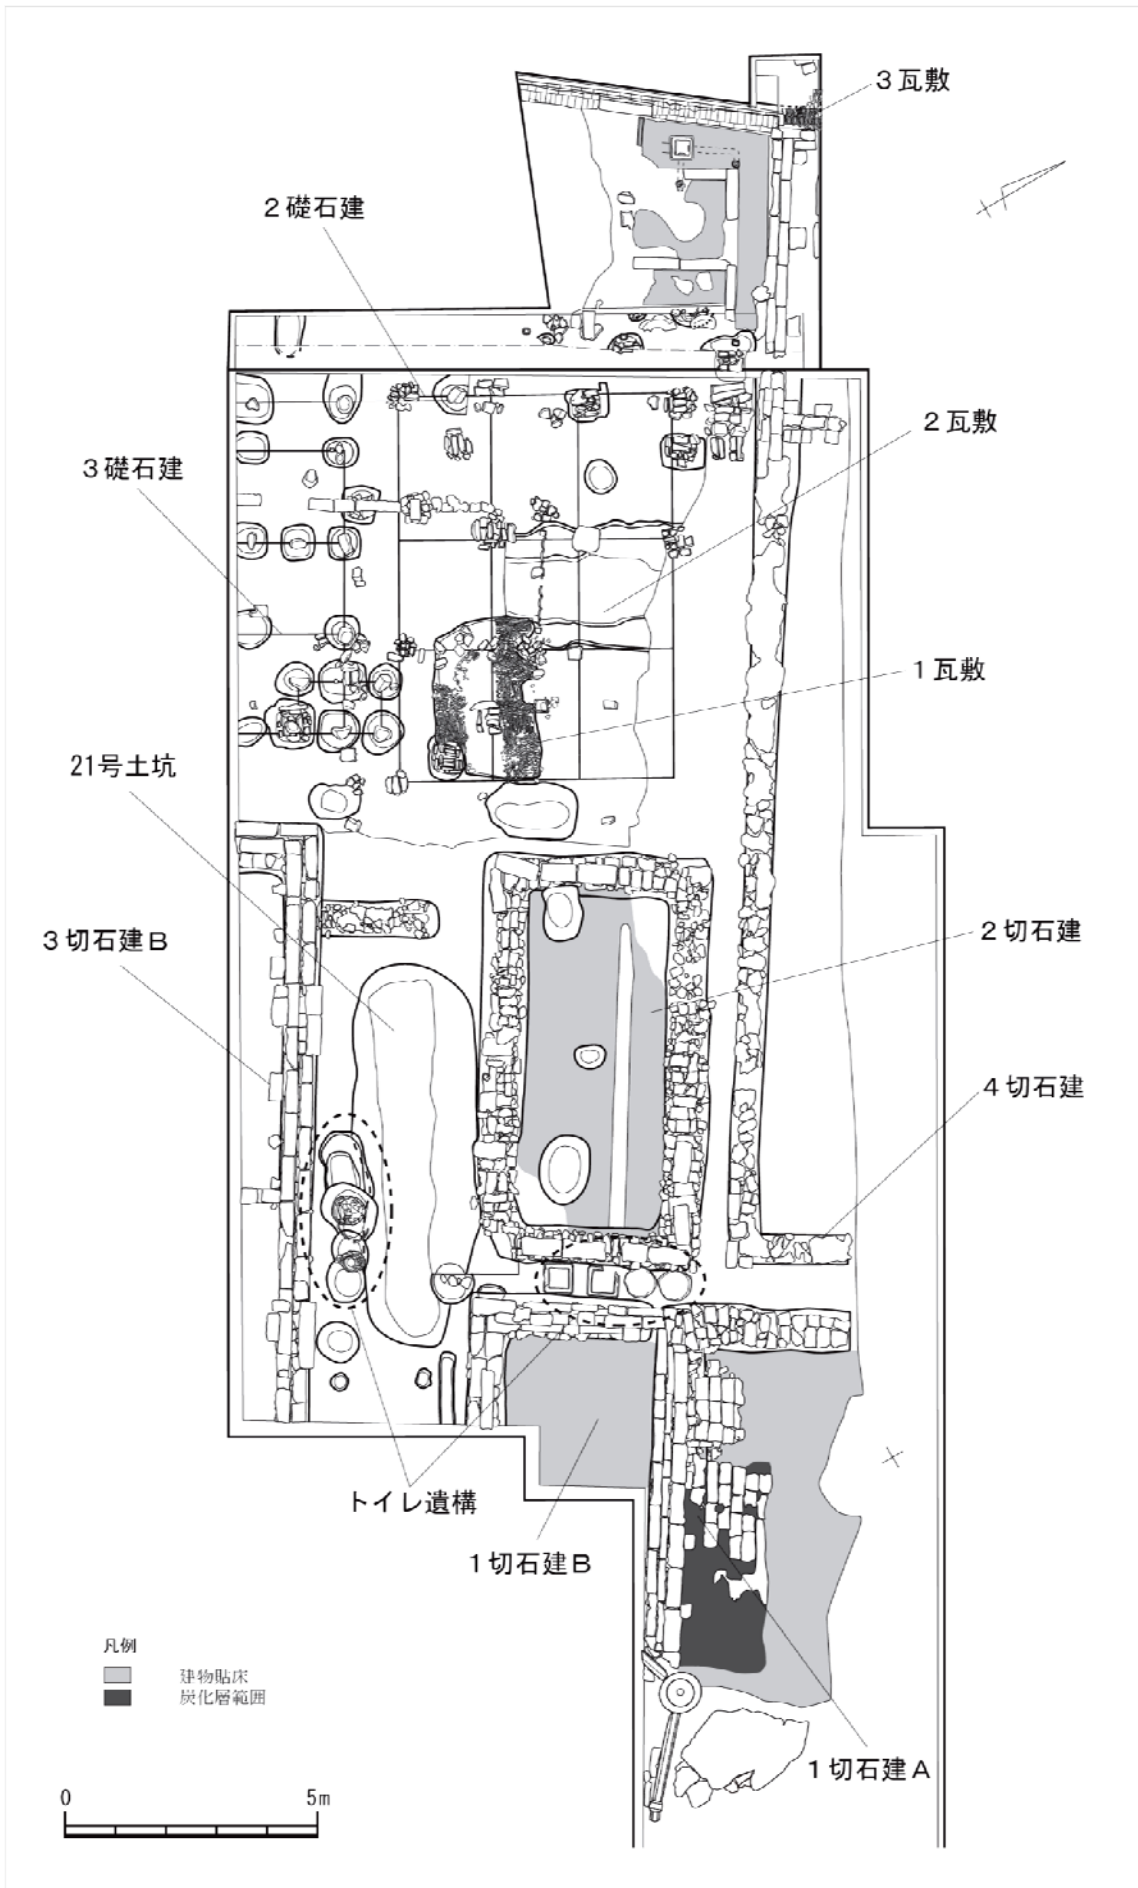 3瓦敷
2礎石建
2瓦敷
3礎石建
1瓦敷
21号土坑
3切石建B
2切石建
4切石建
トイレ遺構
1切石建B
凡例
建物貼床
炭化層範囲
1切石建A
0 5m